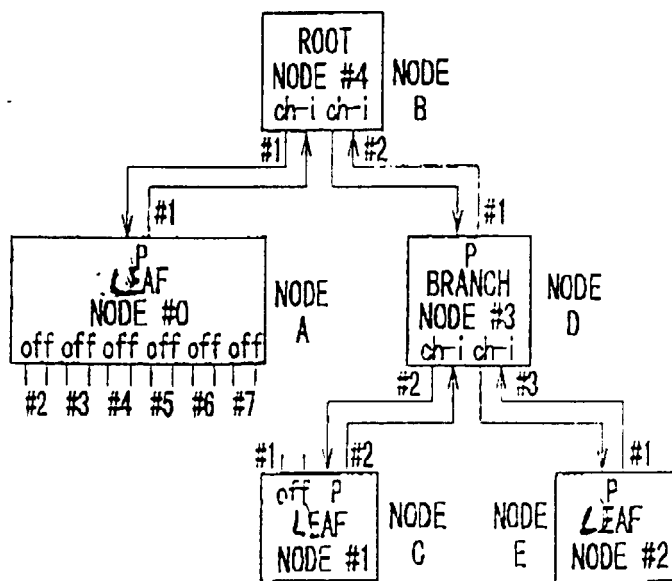 ROOT
NODE #4
ch-i ch-i
NODE
B
#1
#2
#1
#1
P
LEAF
NODE #0
off off off off off off
#2 #3 #4 #5 #6 #7
NODE
A
P
BRANCH
NODE #3
ch-i ch-i
NODE
D
#2
#3
#1
#2
#1
off P
LEAF
NODE #1
NODE
C
NODE
E
P
LEAF
NODE #2